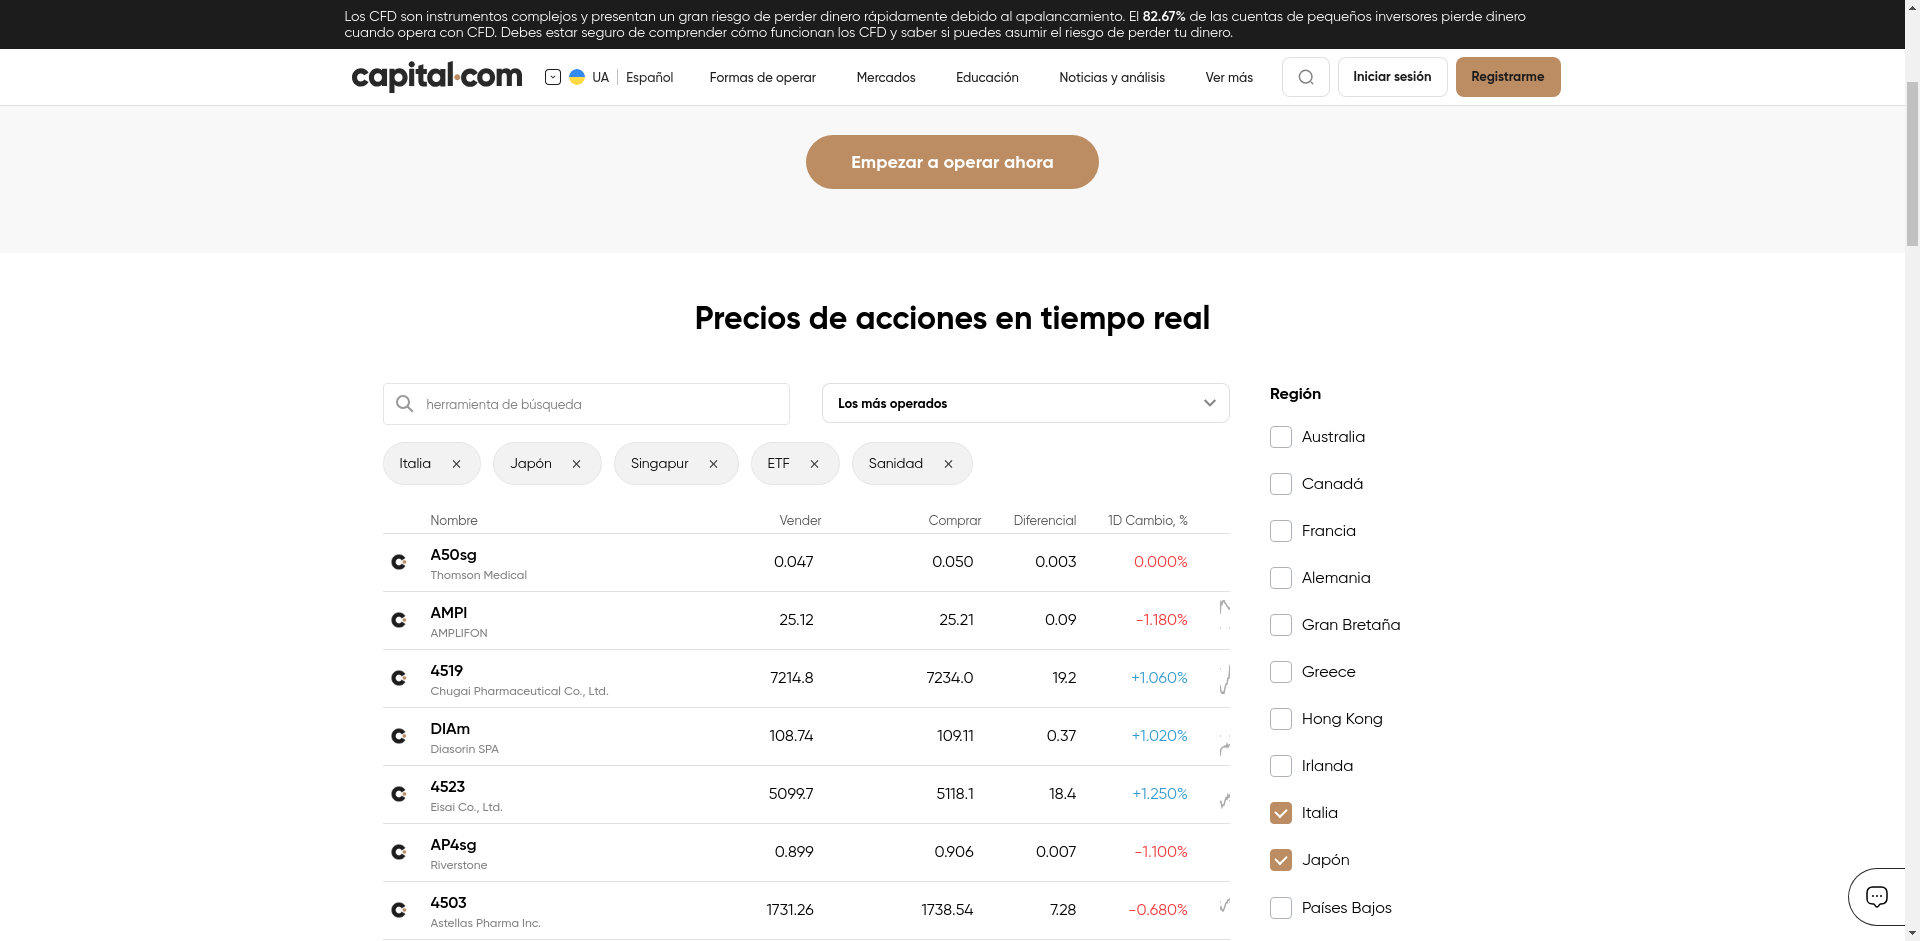 Los CFD son instrumentos complejos y presentan un gran riesgo de perder dinero rápidamente debido al apalancamiento. El 82.67% de las cuentas de pequeños inversores pierde dinero
cuando opera con CFD. Debes estar seguro de comprender cómo funcionan los CFD y saber si puedes asumir el riesgo de perder tu dinero.
capital.com UA Español Formas de operar Mercados Educación Noticias y análisis Ver más Iniciar sesión Registrarme
Empezar a operar ahora
Precios de acciones en tiempo real
herramienta de búsqueda Los más operados
Italia Japón Singapur ETF Sanidad
Nombre Vender Comprar Diferencial 1D Cambio, %
A50sg 0.047 0.050 0.003 0.000%
Thomson Medical
AMPl 25.12 25.21 0.09 -1.180%
AMPLIFON
4519 7214.8 7234.0 19.2 +1.060%
Chugai Pharmaceutical Co., Ltd.
DIAm 108.74 109.11 0.37 +1.020%
Diasorin SPA
4523 5099.7 5118.1 18.4 +1.250%
Eisai Co., Ltd.
AP4sg 0.899 0.906 0.007 -1.100%
Riverstone
4503 1731.26 1738.54 7.28 -0.680%
Astellas Pharma Inc.
Región
Australia
Canadá
Francia
Alemania
Gran Bretaña
Greece
Hong Kong
Irlanda
Italia
Japón
Países Bajos